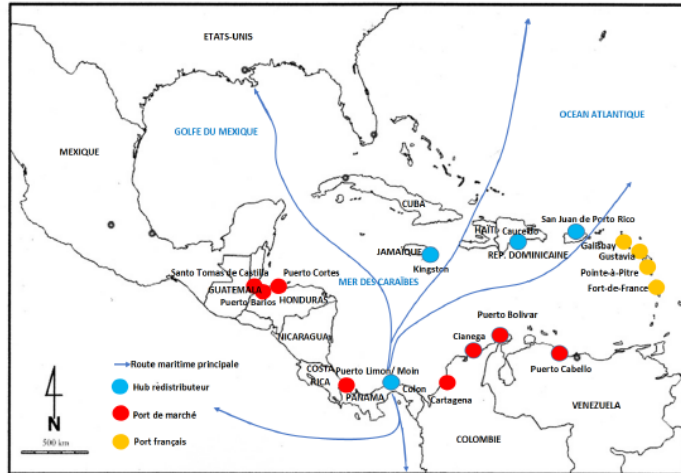 ETATS-UNIS
OCEAN ATLANTIQUE
GOLFE DU MEXIQUE
MEXIQUE
CUBA
San Juan de Porto Rico
HAITI
Caucedo
Galisbay
JAMAÏQUE
REP. DOMINICAINE
Gustavia
Kingston
Pointe-à-Pitre
Santo Tomas de Castilla
Puerto Cortes
MER DES CARAÏBES
Fort-de-France
GUATEMALA
Puerto Barios
HONDURAS
Puerto Bolivar
NICARAGUA
Cianega
Route maritime principale
COSTA
RICA
Puerto Limon/ Moin
Puerto Cabello
Hub redistributeur
Colon
PANAMA
Cartagena
VENEZUELA
N
Port de marché
500 km
Port français
COLOMBIE